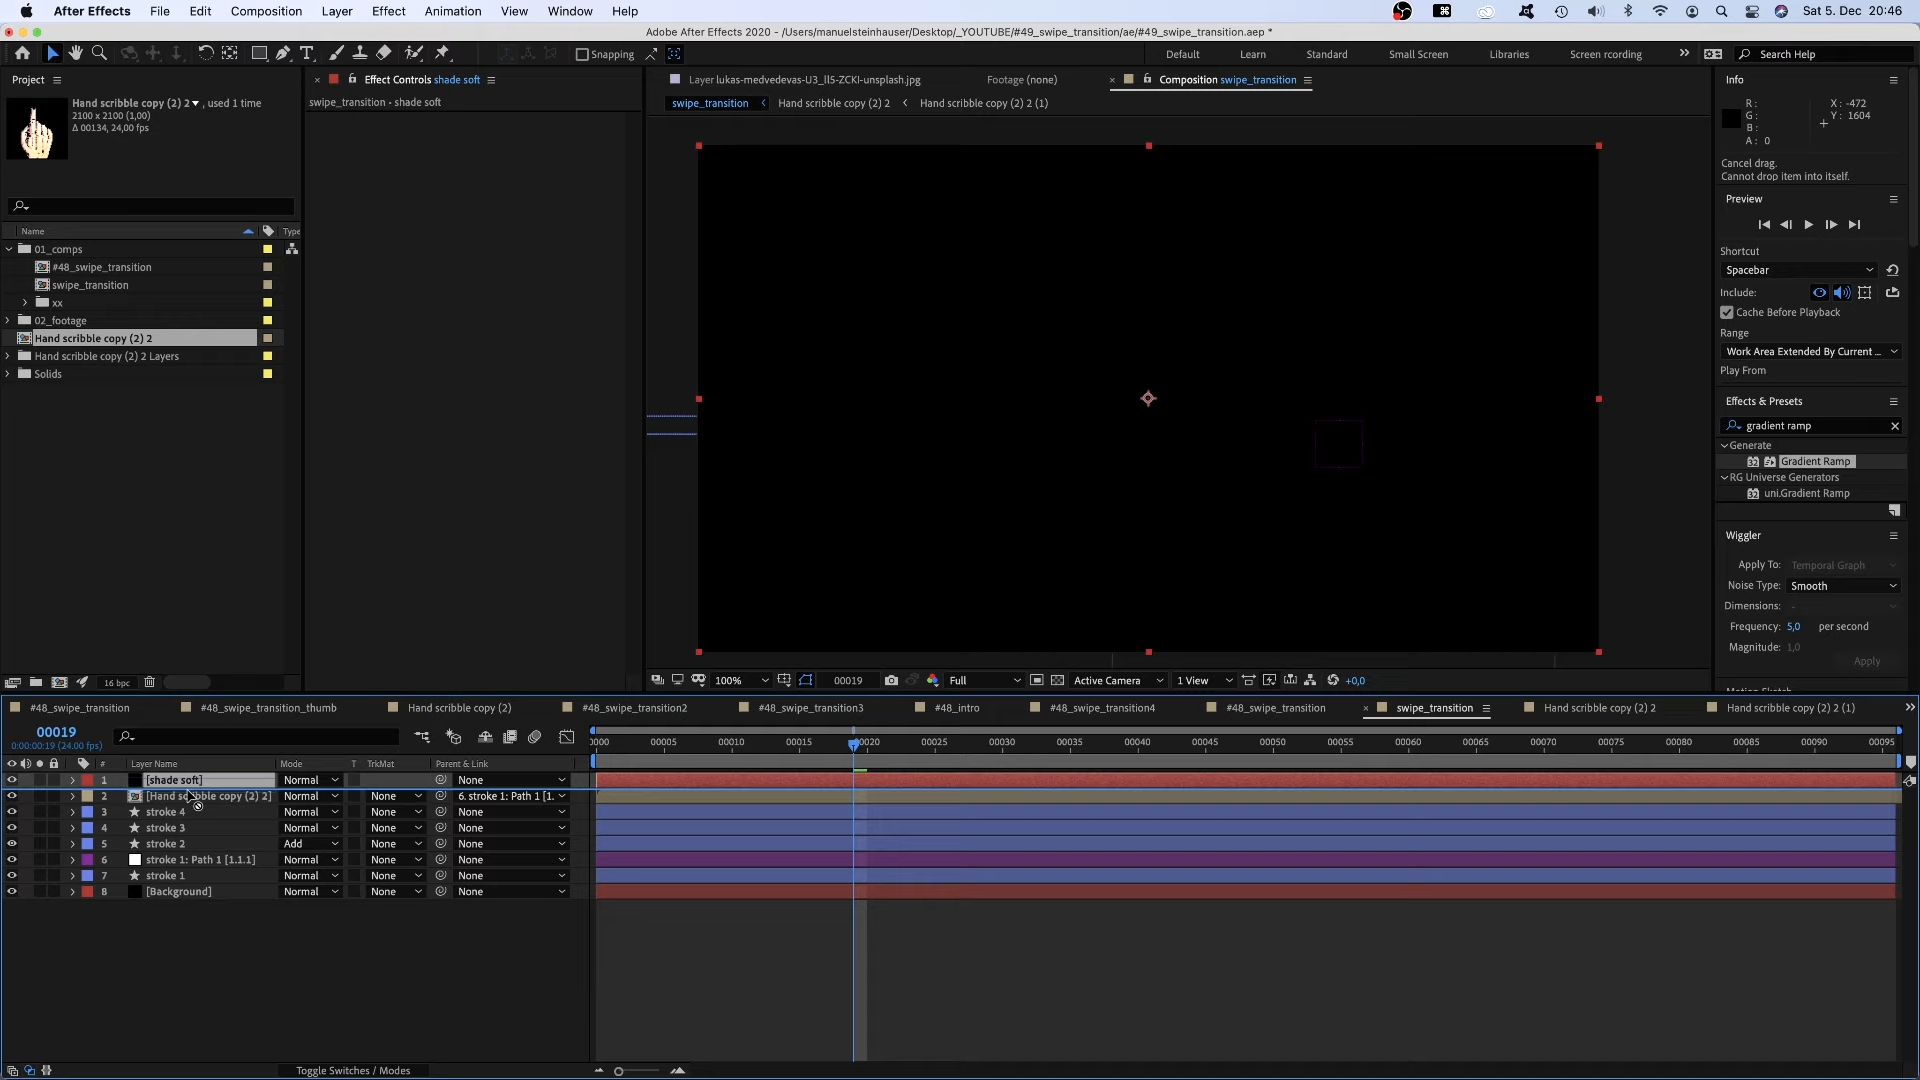 After Effects File Edit Composition Layer Effect Animation View Window Help Sat 5. Dec 20:46
Adobe After Effects 2020 - /Users/manuelsteinhauser/Desktop/_YOUTUBE/#49_swipe_transition/ae/#49_swipe_transition.aep *
Snapping Default Learn Standard Small Screen Libraries Screen recording Search Help
Project
Hand scribble copy (2) 2 , used 1 time
2100 x 2100 (1,00)
Δ 00134, 24,00 fps
Name Type
01_comps
#48_swipe_transition
swipe_transition
xx
02_footage
Hand scribble copy (2) 2
Hand scribble copy (2) 2 Layers
Solids
16 bpc
Effect Controls shade soft
swipe_transition - shade soft
Layer lukas-medvedevas-U3_ll5-ZCKI-unsplash.jpg Footage (none) Composition swipe_transition
swipe_transition Hand scribble copy (2) 2 Hand scribble copy (2) 2 (1)
100% 00019 Full Active Camera 1 View +0,0
Info
R: X: -472
G: Y: 1604
B:
A: 0
Cancel drag.
Cannot drop item into itself.
Preview
Shortcut
Spacebar
Include:
Cache Before Playback
Range
Work Area Extended By Current ...
Play From
Effects & Presets
gradient ramp
Generate
Gradient Ramp
RG Universe Generators
uni.Gradient Ramp
Wiggler
Apply To: Temporal Graph
Noise Type: Smooth
Dimensions: -
Frequency: 5,0 per second
Magnitude: 1,0
Apply
#48_swipe_transition #48_swipe_transition_thumb Hand scribble copy (2) #48_swipe_transition2 #48_swipe_transition3 #48_intro #48_swipe_transition4 #48_swipe_transition swipe_transition Hand scribble copy (2) 2 Hand scribble copy (2) 2 (1)
00019
0:00:00:19 (24.00 fps)
0000 00005 00010 00015 00020 00025 00030 00035 00040 00045 00050 00055 00060 00065 00070 00075 00080 00085 00090 00095
# Layer Name Mode T TrkMat Parent & Link
1 [shade soft] Normal None
2 [Hand scribble copy (2) 2] Normal None 6. stroke 1: Path 1 [1.
3 stroke 4 Normal None None
4 stroke 3 Normal None None
5 stroke 2 Add None None
6 stroke 1: Path 1 [1.1.1] Normal None None
7 stroke 1 Normal None None
8 [Background] Normal None None
Toggle Switches / Modes